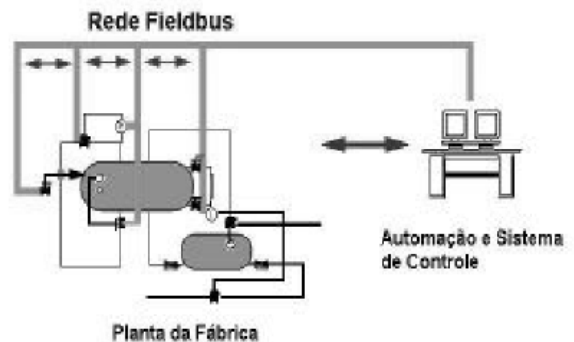 Rede Fieldbus
Automação e Sistema
de Controle
Planta da Fábrica